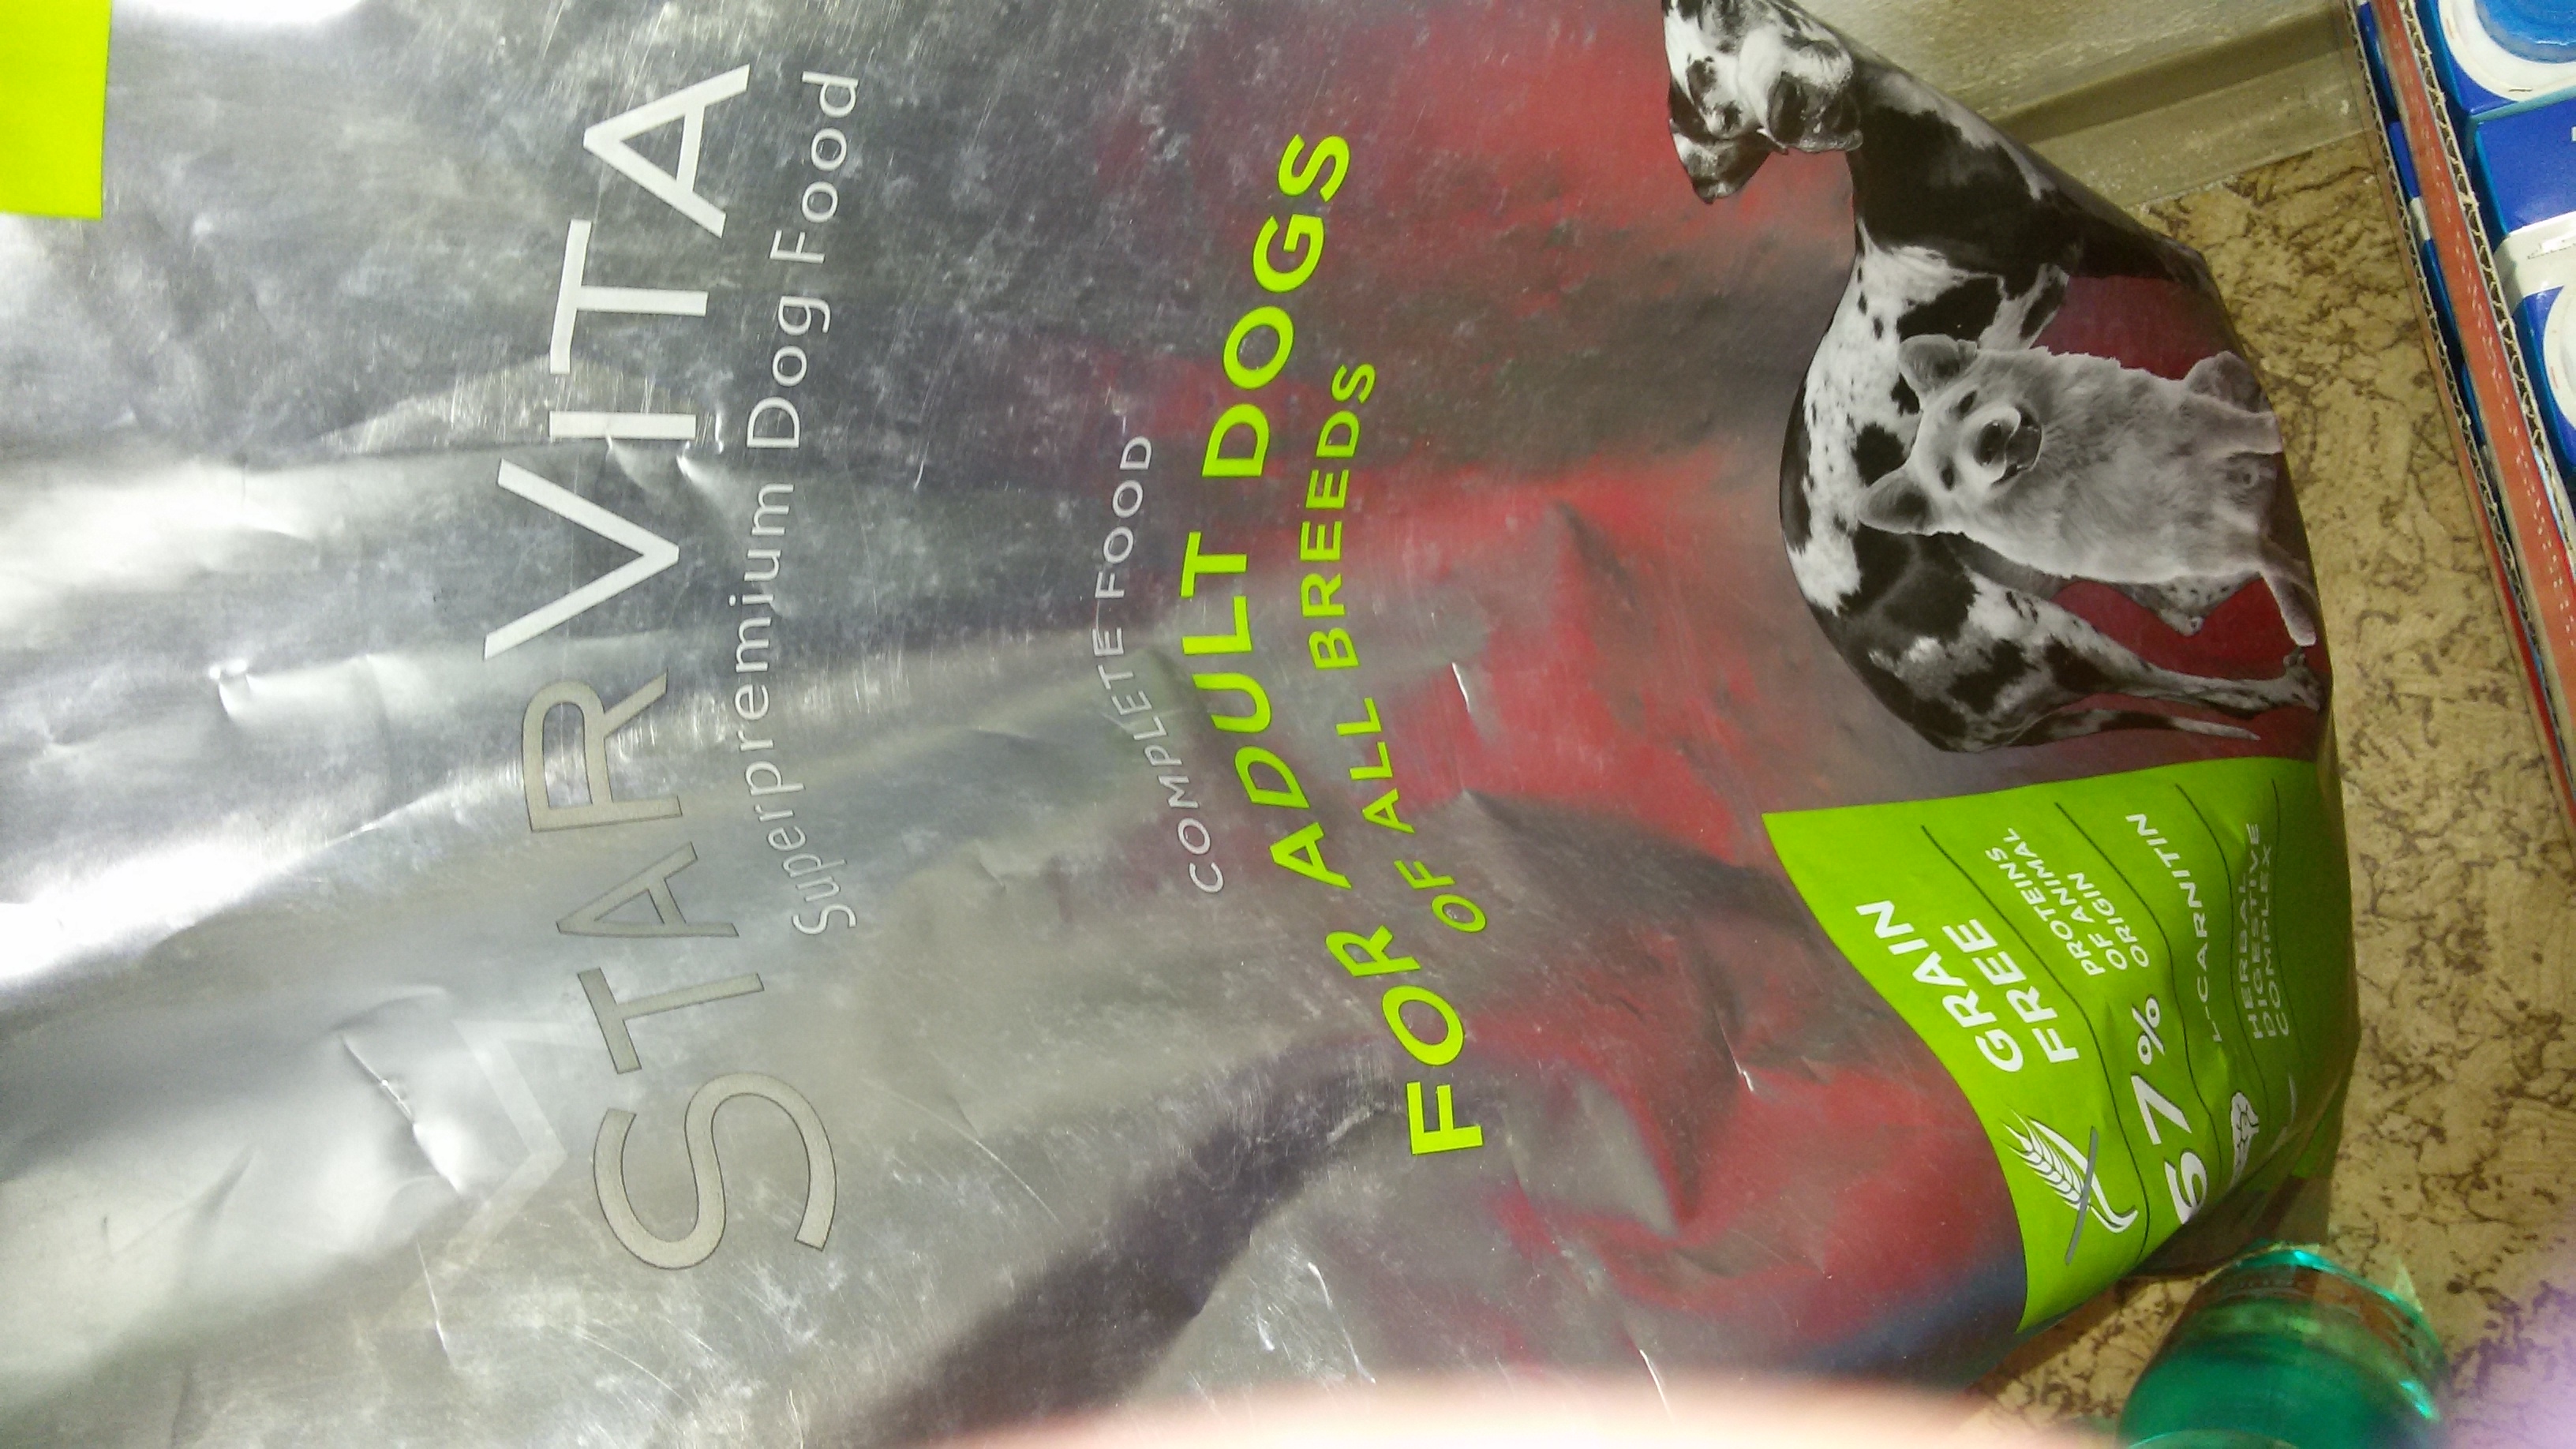 STARVITA
Superpremium Dog Food
COMPLETE FOOD
FOR ADULT DOGS
OF ALL BREEDS
GRAIN
FREE
67%
PROTEINS
OF ANIMAL
ORIGIN
L-CARNITIN
HERBAL
DIGESTIVE
COMPLEX